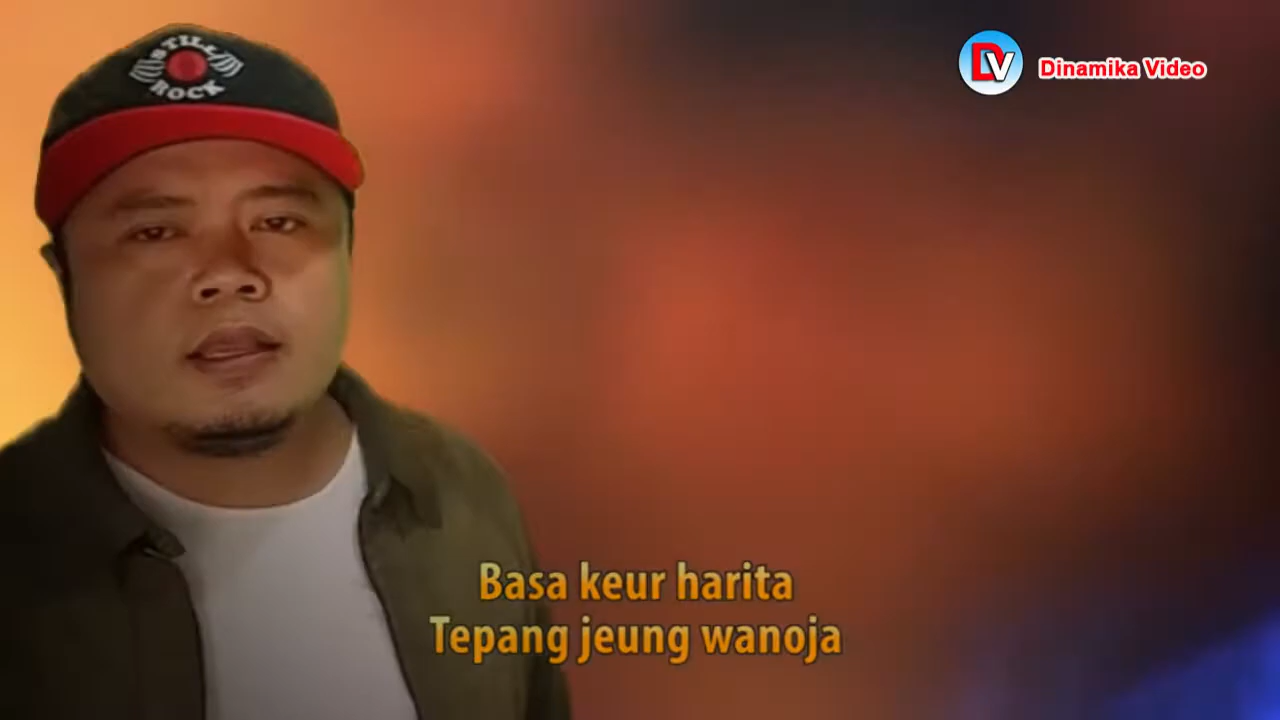 STILL
ROCK
DV
Dinamika Video
Basa keur harita
Tepang jeung wanoja